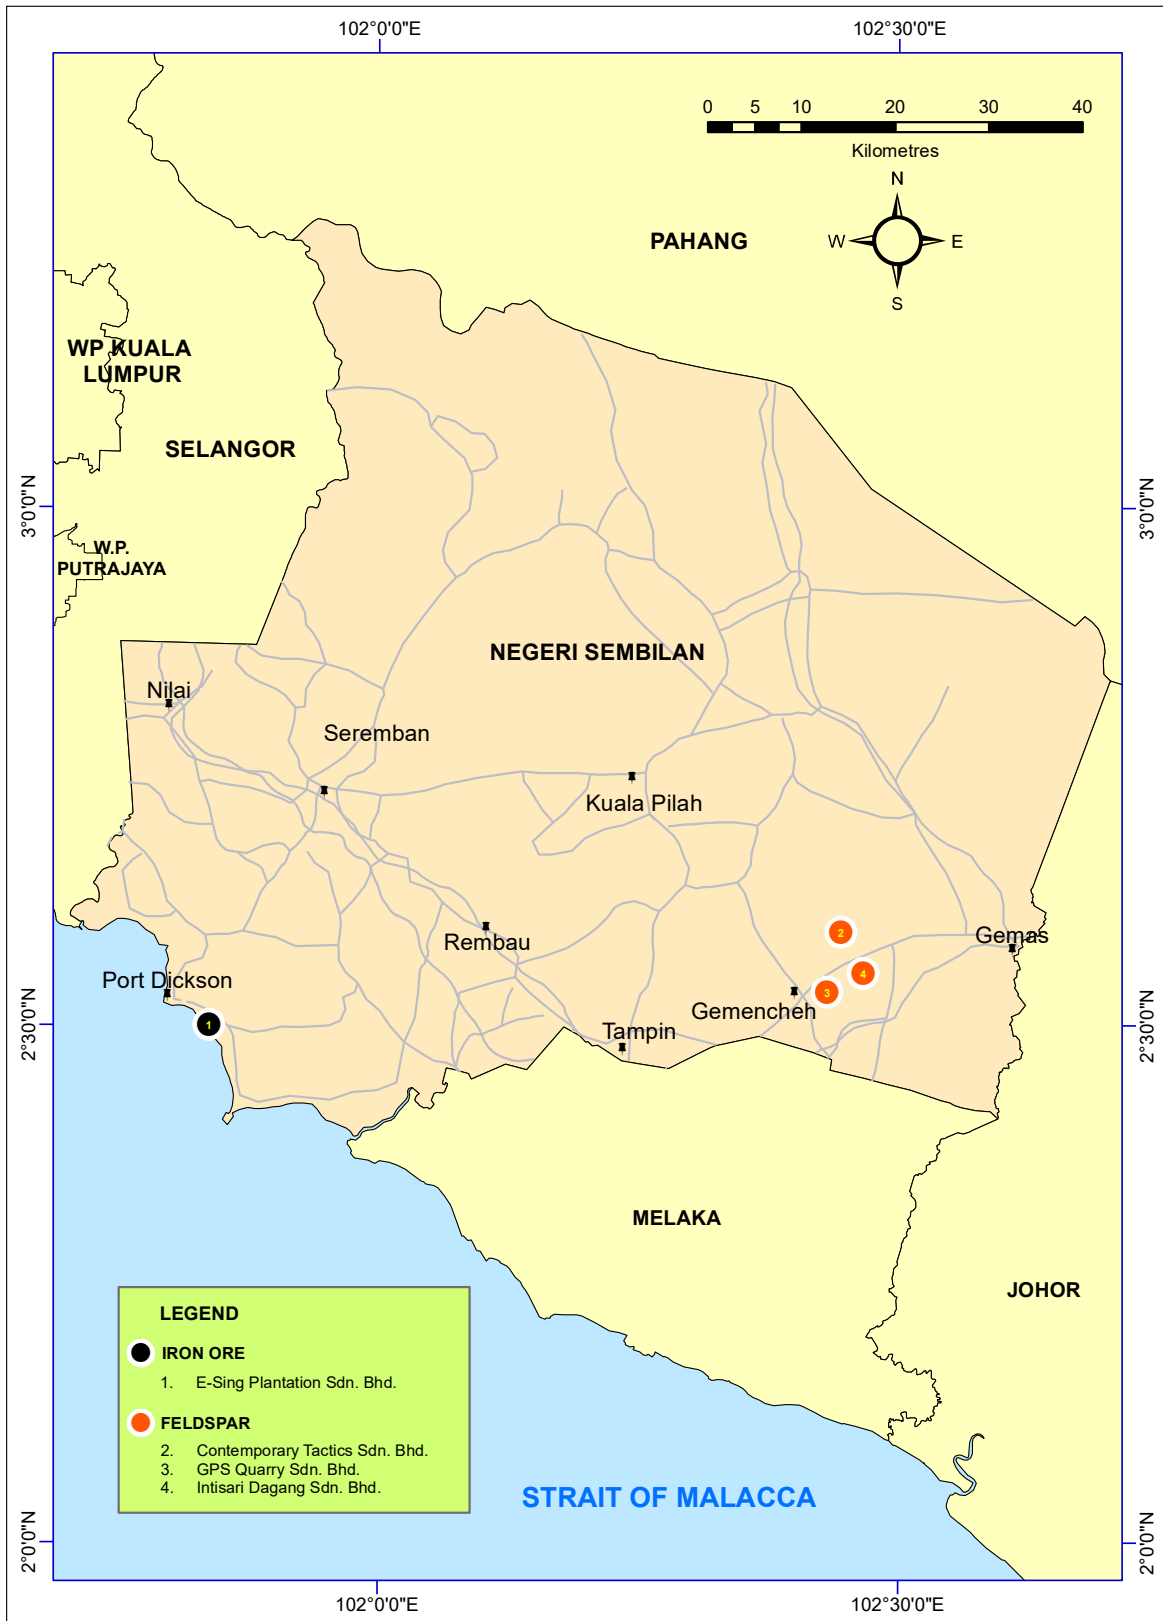 102°0'0"E
102°30'0"E
0 5 10 20 30 40
Kilometres
N
W E
S
PAHANG
WP KUALA
LUMPUR
SELANGOR
3°0'0"N
3°0'0"N
W.P.
PUTRAJAYA
NEGERI SEMBILAN
Nilai
Seremban
Kuala Pilah
2
Rembau
Gemas
Port Dickson
4
3
Gemencheh
1
Tampin
2°30'0"N
2°30'0"N
MELAKA
JOHOR
LEGEND
IRON ORE
1. E-Sing Plantation Sdn. Bhd.
FELDSPAR
2. Contemporary Tactics Sdn. Bhd.
3. GPS Quarry Sdn. Bhd.
4. Intisari Dagang Sdn. Bhd.
STRAIT OF MALACCA
2°0'0"N
2°0'0"N
102°0'0"E
102°30'0"E